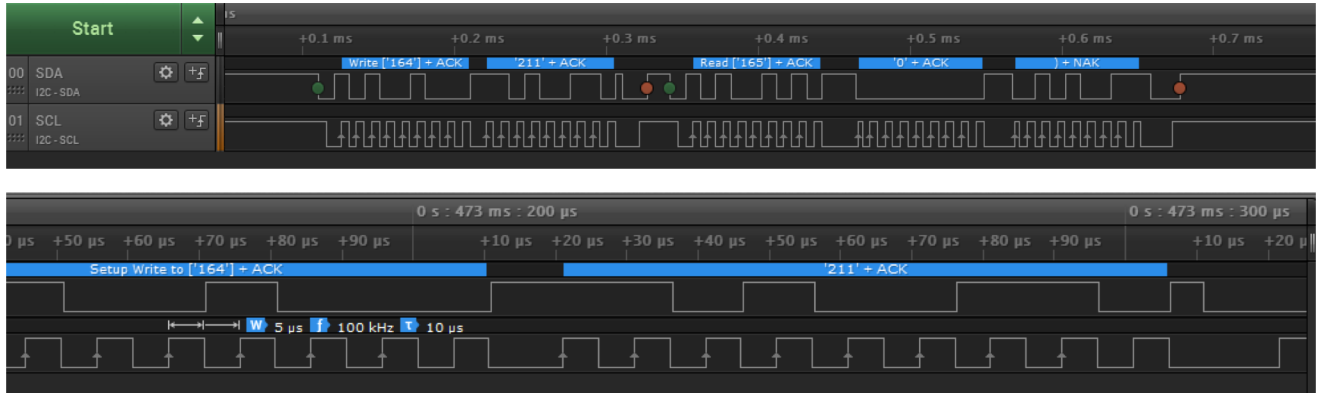 Start
+0.1 ms +0.2 ms +0.3 ms +0.4 ms +0.5 ms +0.6 ms +0.7 ms
00 SDA
I2C - SDA
Write ['164'] + ACK '211' + ACK Read ['165'] + ACK '0' + ACK ) + NAK
01 SCL
I2C - SCL
0 s : 473 ms : 200 µs 0 s : 473 ms : 300 µs
0 µs +50 µs +60 µs +70 µs +80 µs +90 µs +10 µs +20 µs +30 µs +40 µs +50 µs +60 µs +70 µs +80 µs +90 µs +10 µs +20 µ
Setup Write to ['164'] + ACK '211' + ACK
W 5 µs f 100 kHz T 10 µs